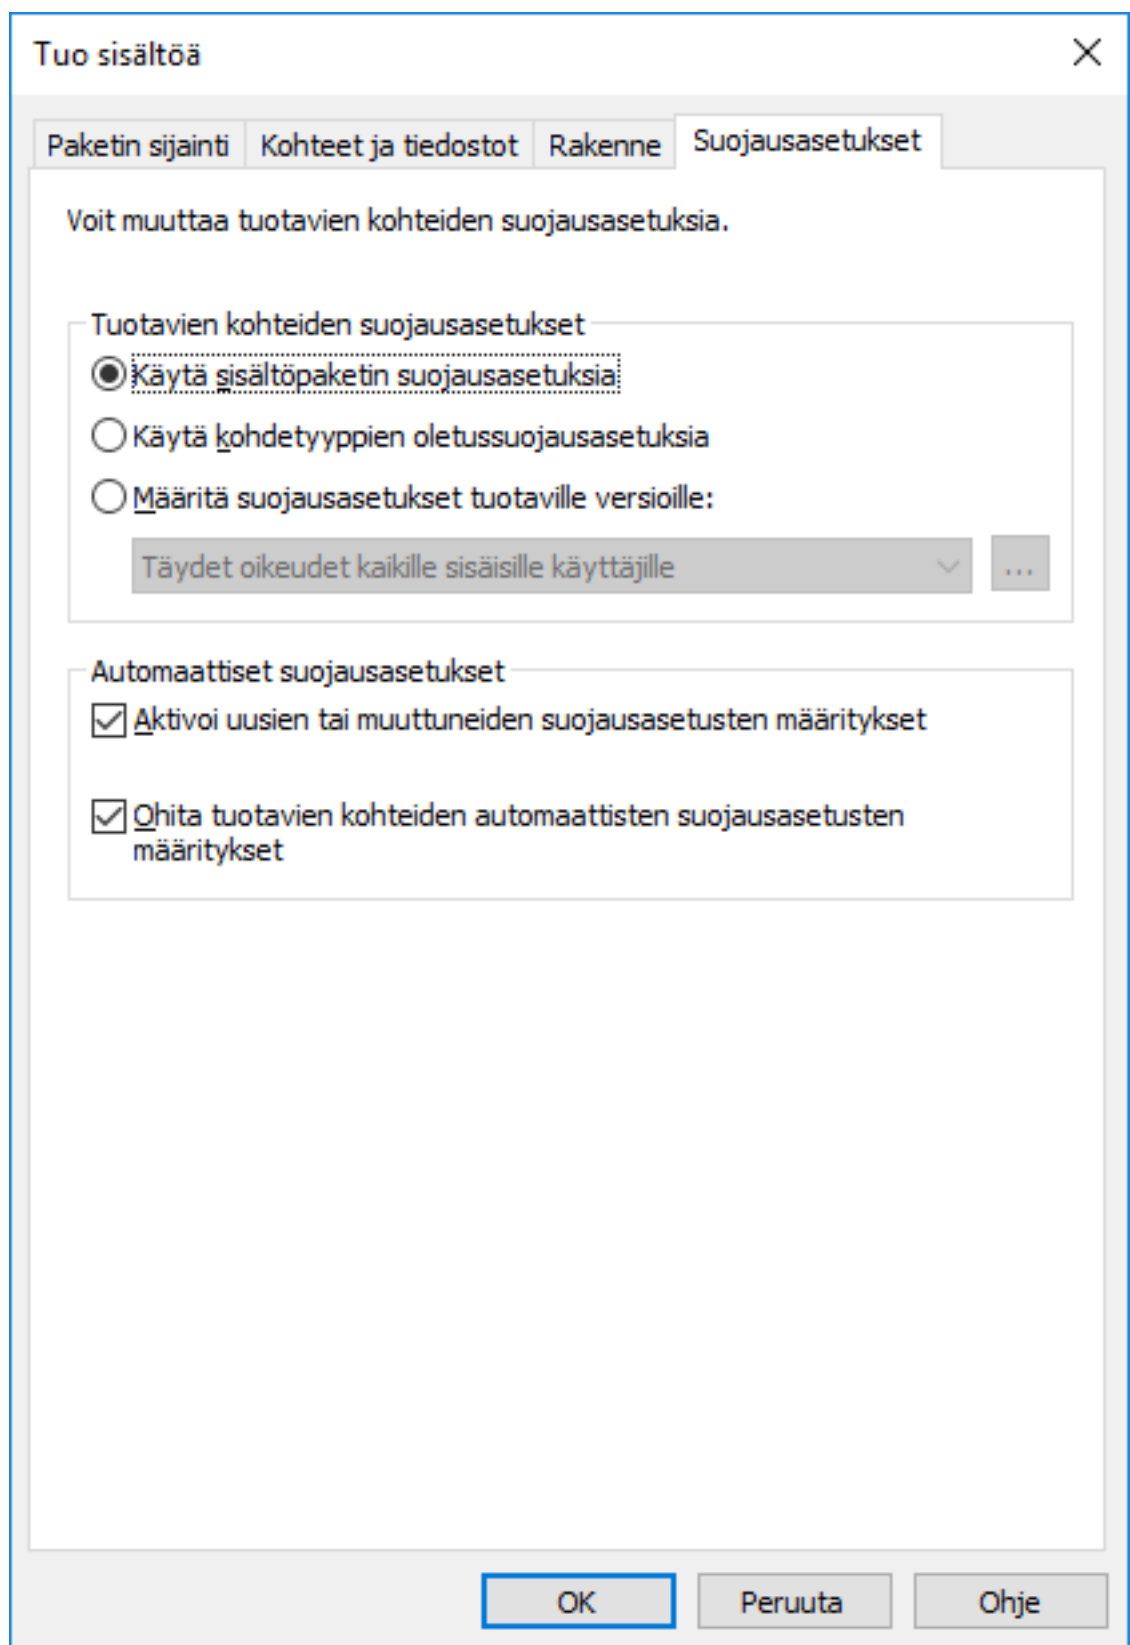 Tuo sisältöä
Paketin sijainti
Kohteet ja tiedostot
Rakenne
Suojausasetukset
Voit muuttaa tuotavien kohteiden suojausasetuksia.
Tuotavien kohteiden suojausasetukset
Käytä sisältöpaketin suojausasetuksia
Käytä kohdetyyppien oletussuojausasetuksia
Määritä suojausasetukset tuotaville versioille:
Täydet oikeudet kaikille sisäisille käyttäjille
...
Automaattiset suojausasetukset
Aktivoi uusien tai muuttuneiden suojausasetusten määritykset
Ohita tuotavien kohteiden automaattisten suojausasetusten
määritykset
OK
Peruuta
Ohje